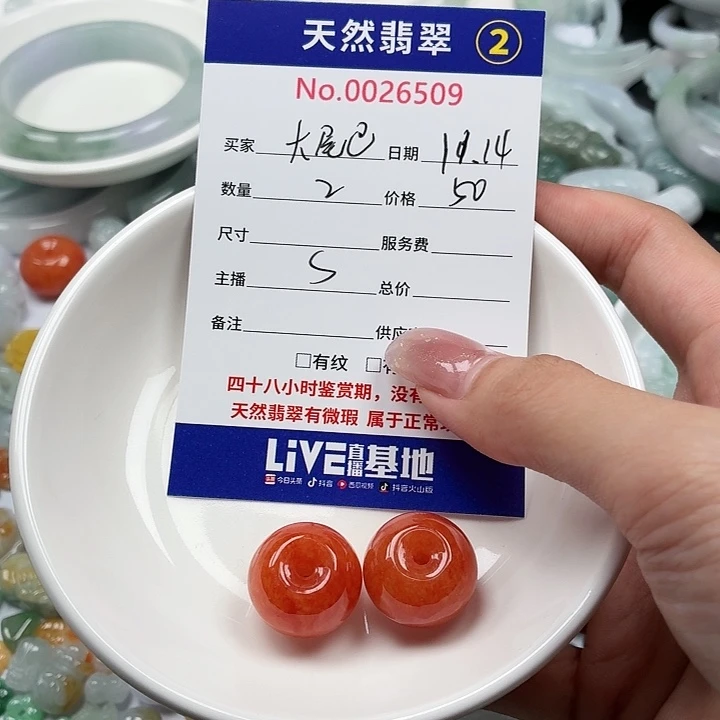 天然翡翠 2
No.0026509
买家 大尾巴 日期 10.14
数量 2 价格 50
尺寸 服务费
主播 S 总价
备注 供应
□有纹 □
四十八小时鉴赏期，没有
天然翡翠有微瑕 属于正常
LiVE直播基地
今日头条 抖音 西瓜视频 抖音火山版